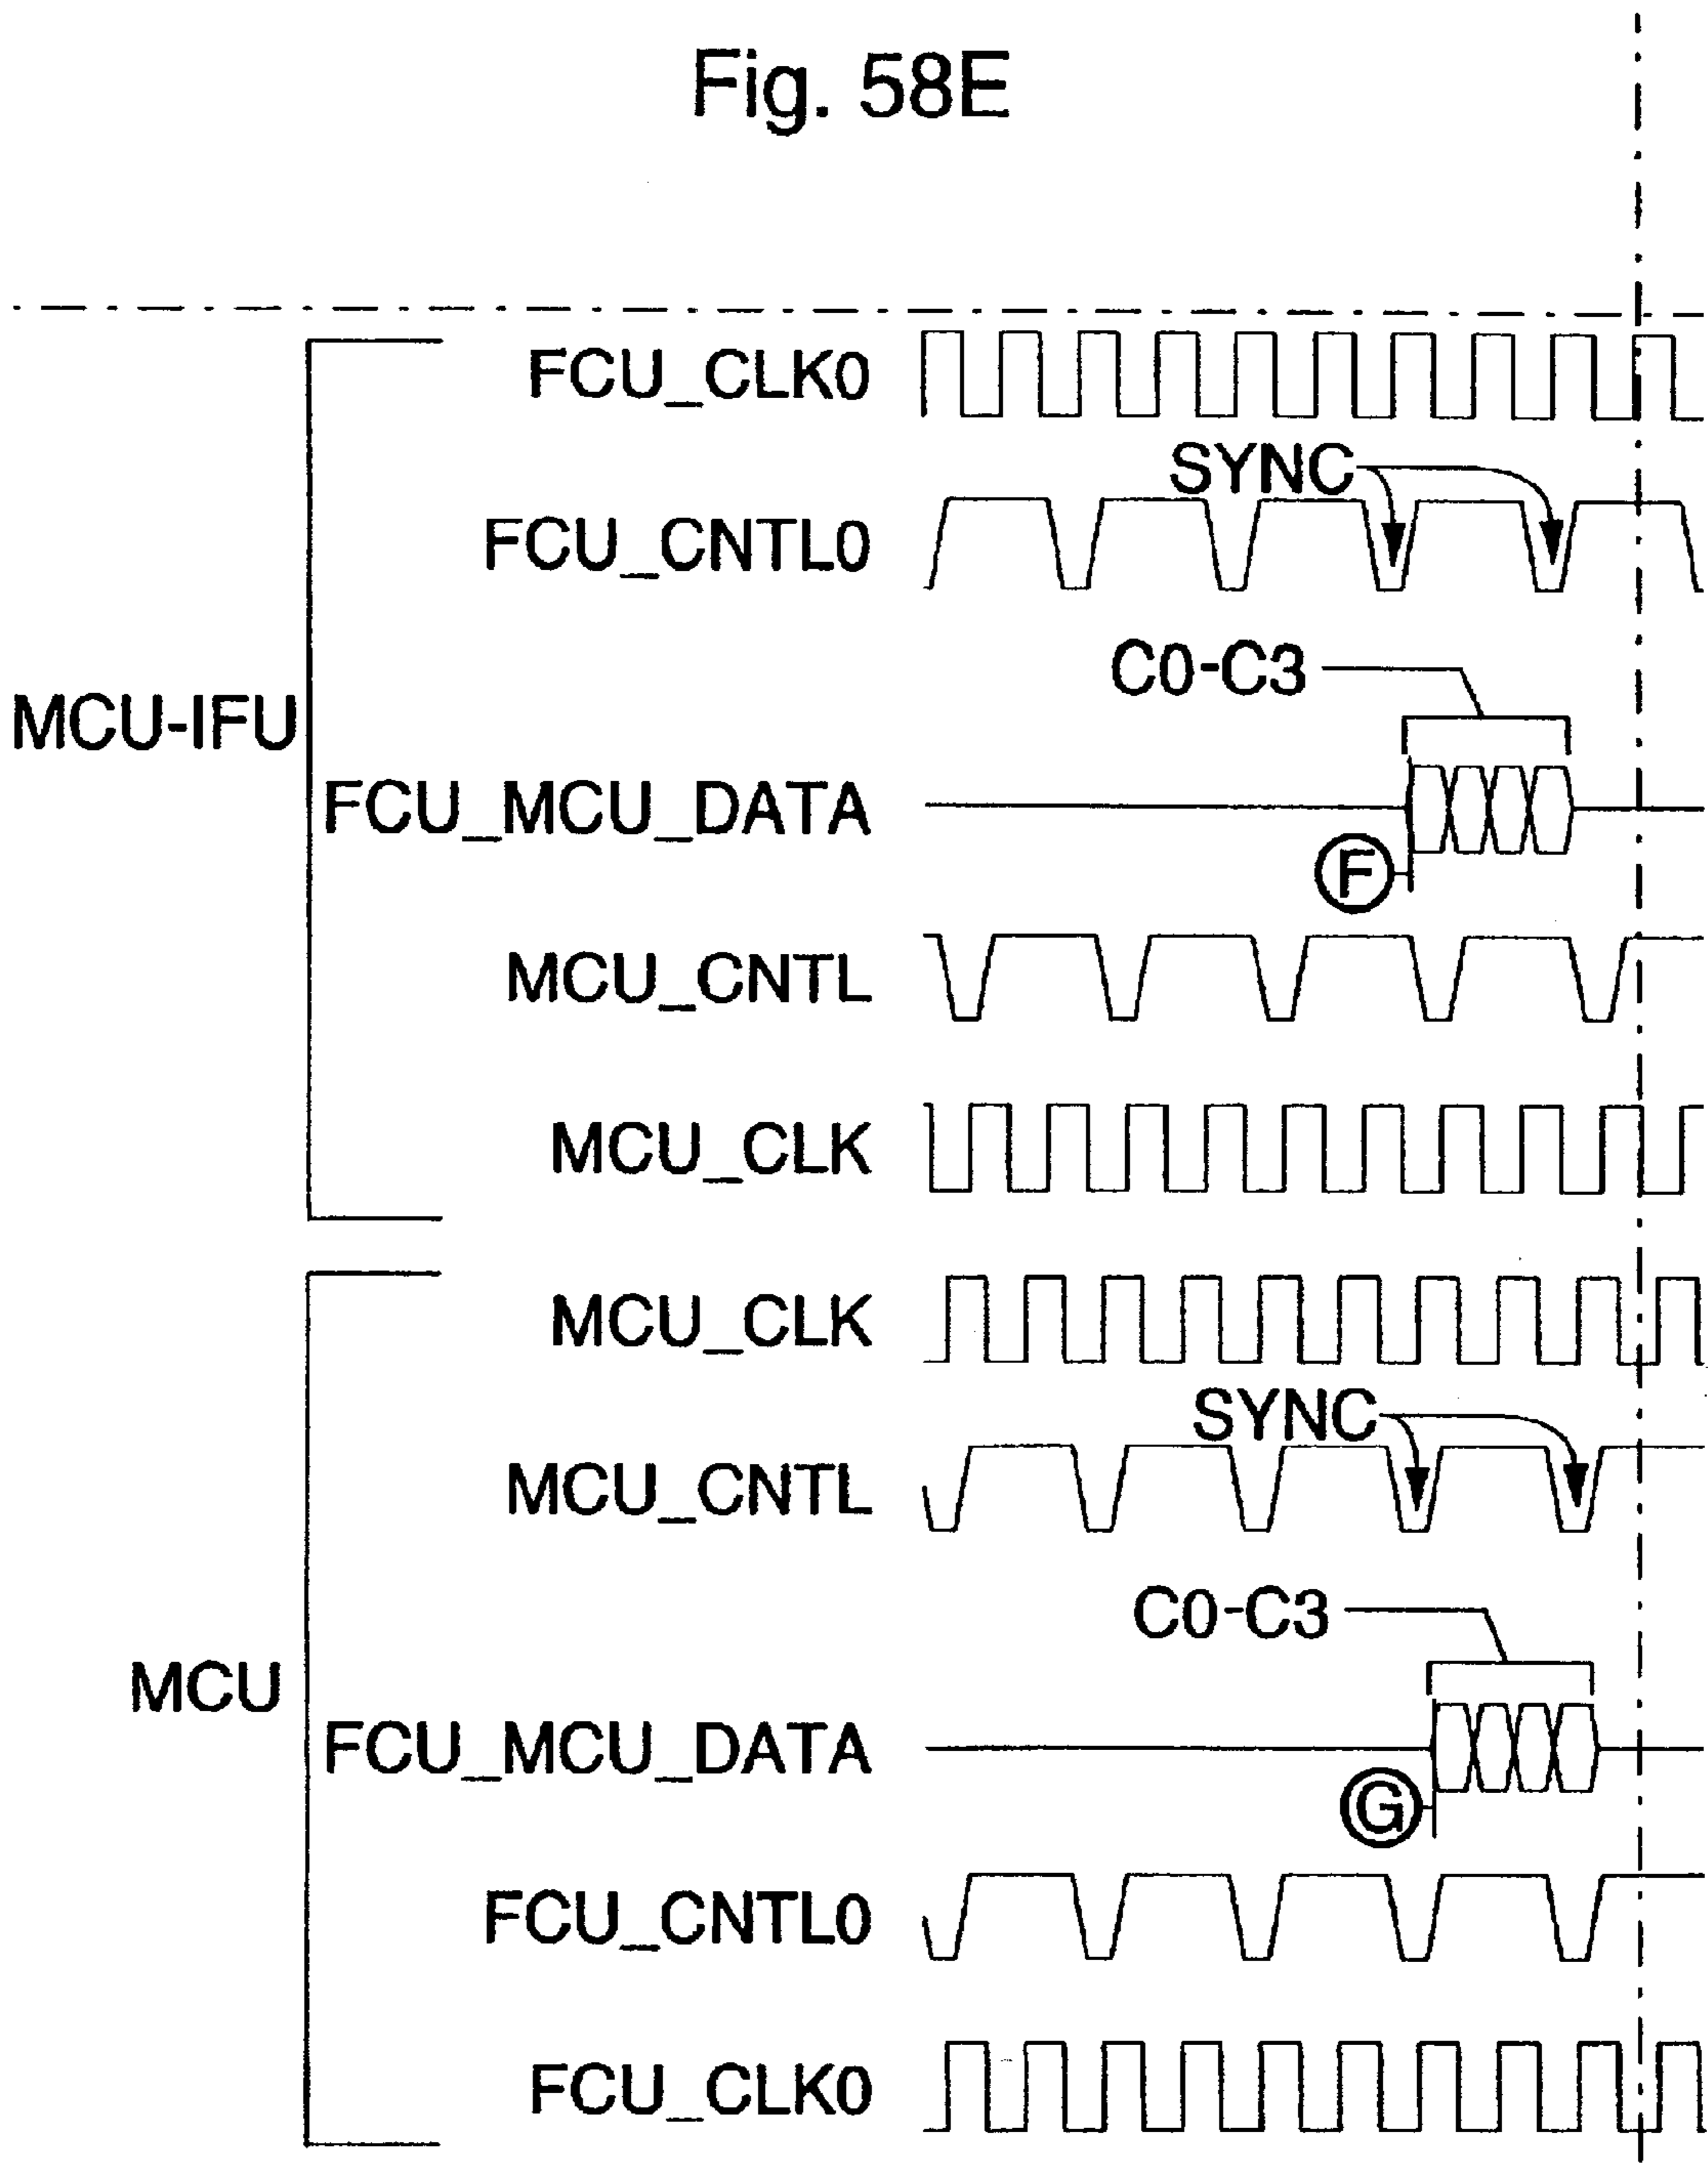 Fig. 58E
FCU_CLK0
SYNC
FCU_CNTL0
C0-C3
MCU-IFU
FCU_MCU_DATA
F
MCU_CNTL
MCU_CLK
MCU_CLK
SYNC
MCU_CNTL
C0-C3
MCU
FCU_MCU_DATA
G
FCU_CNTL0
FCU_CLK0